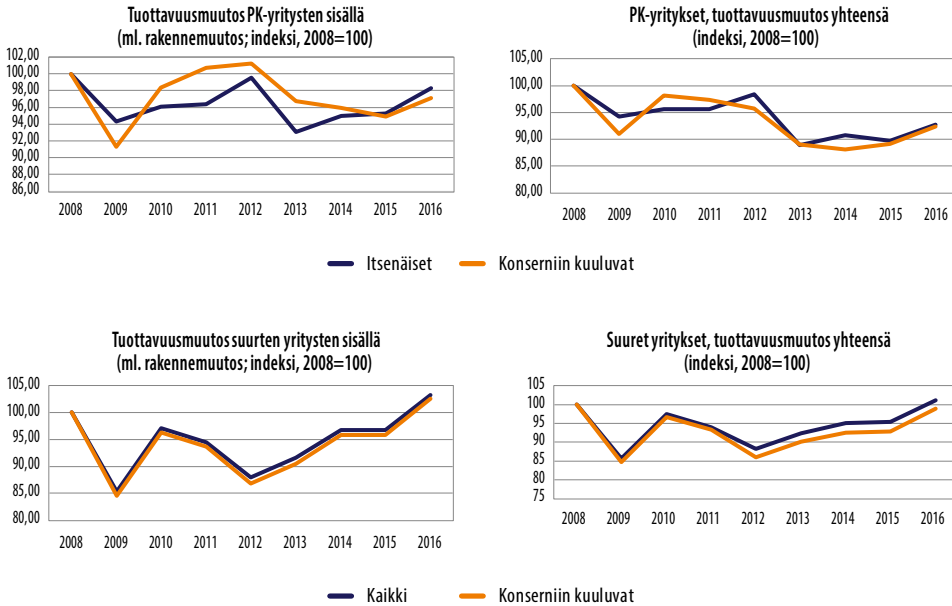 Tuottavuusmuutos PK-yritysten sisällä
(ml. rakennemuutos; indeksi, 2008=100)
102,00
100,00
98,00
96,00
94,00
92,00
90,00
88,00
86,00
2008 2009 2010 2011 2012 2013 2014 2015 2016
PK-yritykset, tuottavuusmuutos yhteensä
(indeksi, 2008=100)
105,00
100,00
95,00
90,00
85,00
80,00
2008 2009 2010 2011 2012 2013 2014 2015 2016
Itsenäiset Konserniin kuuluvat
Tuottavuusmuutos suurten yritysten sisällä
(ml. rakennemuutos; indeksi, 2008=100)
105,00
100,00
95,00
90,00
85,00
80,00
2008 2009 2010 2011 2012 2013 2014 2015 2016
Suuret yritykset, tuottavuusmuutos yhteensä
(indeksi, 2008=100)
105
100
95
90
85
80
75
2008 2009 2010 2011 2012 2013 2014 2015 2016
Kaikki Konserniin kuuluvat